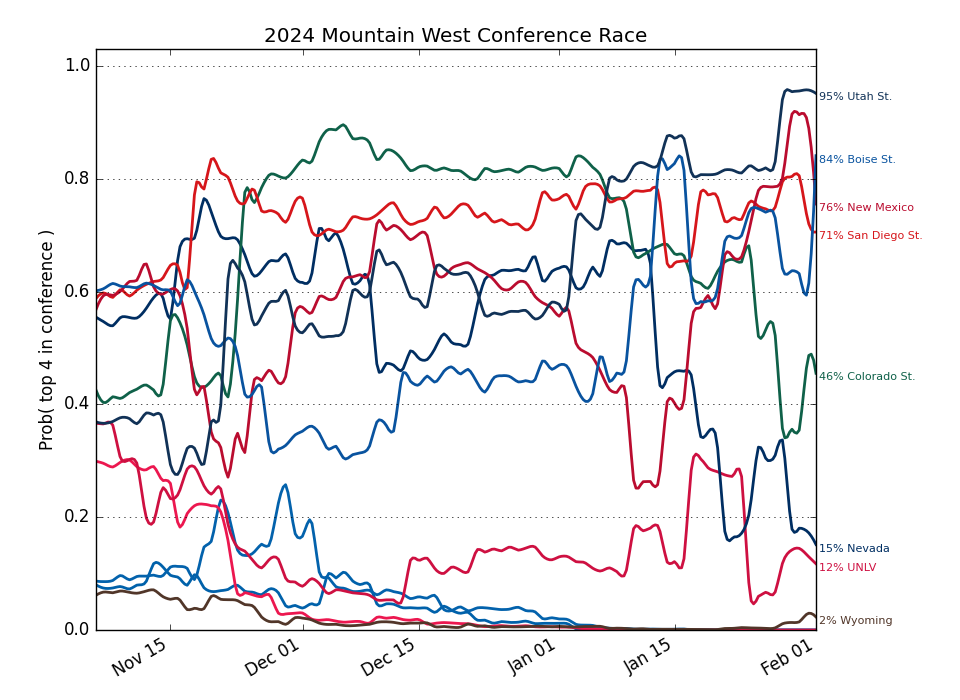 2024 Mountain West Conference Race
Prob( top 4 in conference )
1.0
0.8
0.6
0.4
0.2
0.0
Nov 15
Dec 01
Dec 15
Jan 01
Jan 15
Feb 01
95% Utah St.
84% Boise St.
76% New Mexico
71% San Diego St.
46% Colorado St.
15% Nevada
12% UNLV
2% Wyoming